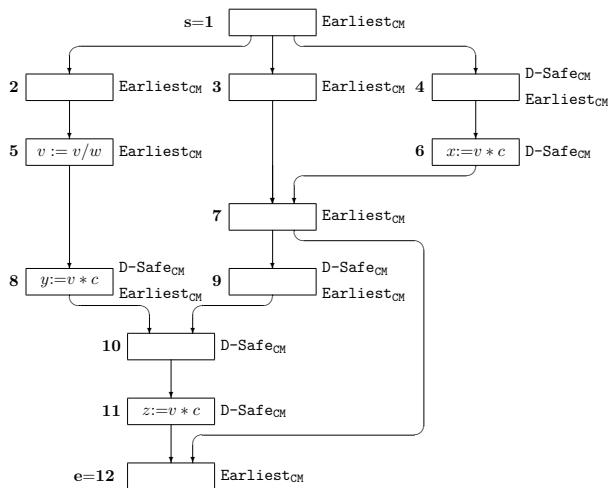 s=1 Earliest_CM
2 Earliest_CM 3 Earliest_CM 4 D-Safe_CM
Earliest_CM
5 v := v/w Earliest_CM 6 x:=v * c D-Safe_CM
7 Earliest_CM
8 y:=v * c D-Safe_CM
Earliest_CM
9 D-Safe_CM
Earliest_CM
10 D-Safe_CM
11 z:=v * c D-Safe_CM
e=12 Earliest_CM